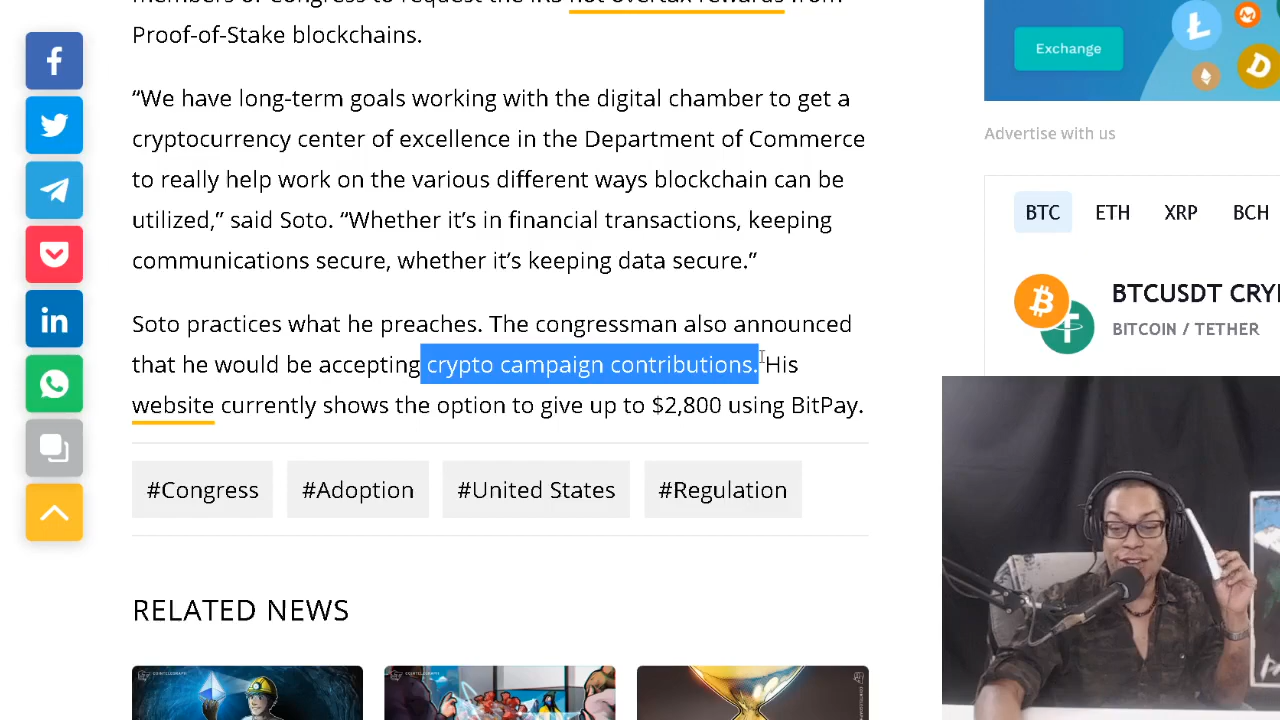 Proof-of-Stake blockchains.
“We have long-term goals working with the digital chamber to get a
cryptocurrency center of excellence in the Department of Commerce
to really help work on the various different ways blockchain can be
utilized,” said Soto. “Whether it’s in financial transactions, keeping
communications secure, whether it’s keeping data secure.”
Soto practices what he preaches. The congressman also announced
that he would be accepting crypto campaign contributions. His
website currently shows the option to give up to $2,800 using BitPay.
#Congress #Adoption #United States #Regulation
RELATED NEWS
Exchange
Advertise with us
BTC ETH XRP BCH
BTCUSDT CRY
BITCOIN / TETHER